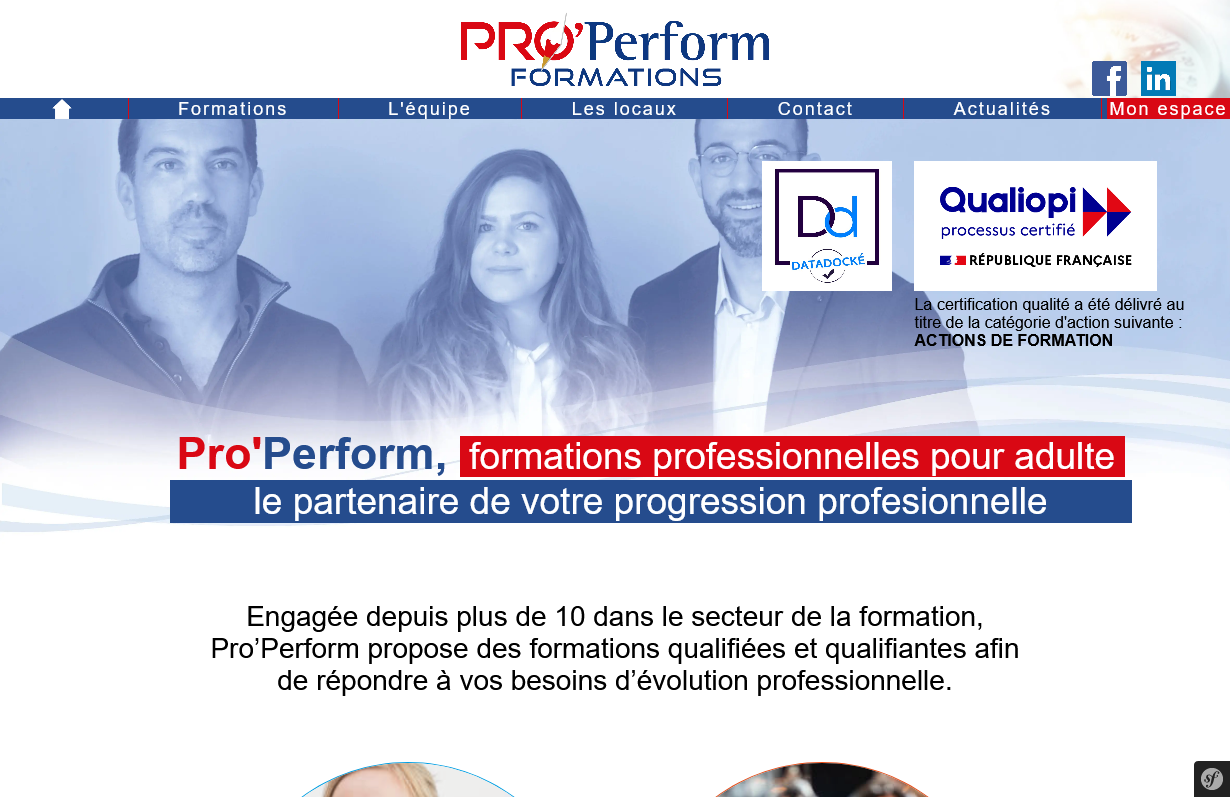 PRO'Perform
FORMATIONS
Formations
L'équipe
Les locaux
Contact
Actualités
Mon espace
Dd
DATADOCKÉ
Qualiopi
processus certifié
RÉPUBLIQUE FRANÇAISE
La certification qualité a été délivré au
titre de la catégorie d'action suivante :
ACTIONS DE FORMATION
Pro'Perform, formations professionnelles pour adulte
le partenaire de votre progression profesionnelle
Engagée depuis plus de 10 dans le secteur de la formation,
Pro’Perform propose des formations qualifiées et qualifiantes afin
de répondre à vos besoins d’évolution professionnelle.